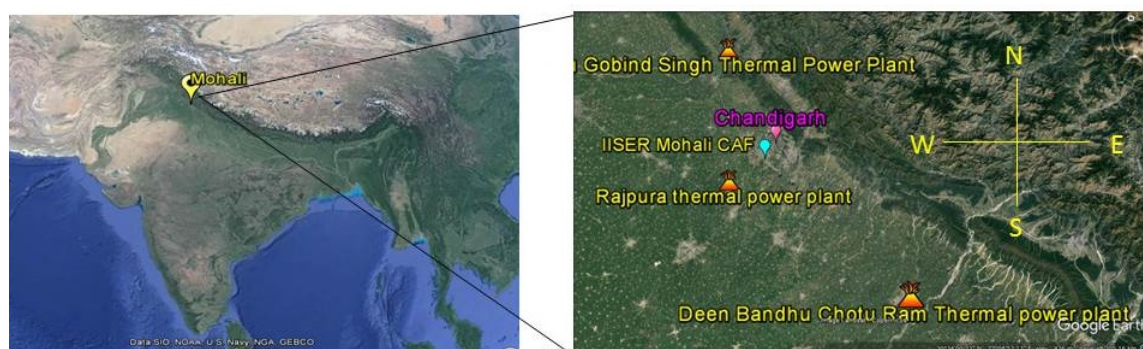 Mohali
Data SIO, NOAA, U.S. Navy, NGA, GEBCO
Gobind Singh Thermal Power Plant
N
Chandigarh
IISER Mohali CAF
W
E
Rajpura thermal power plant
S
Deen Bandhu Chotu Ram Thermal power plant
Google Earth